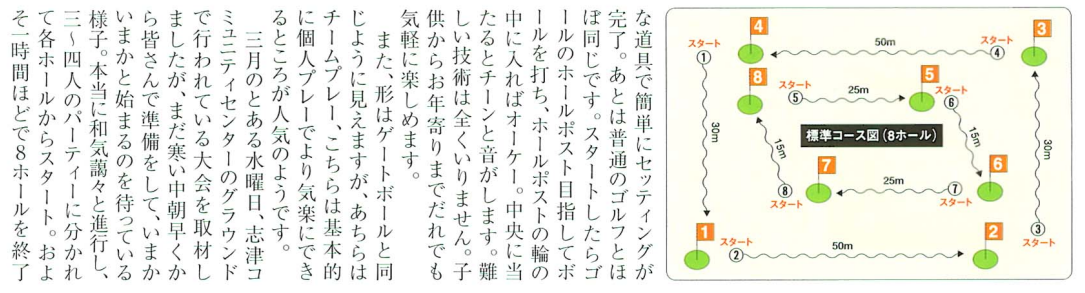 な道具で簡単にセッティングが
完了。あとは普通のゴルフとほ
ぼ同じです。スタートしたらゴ
ールのホールポスト目指してボ
ールを打ち、ホールポストの輪の
中に入ればオーケー。中央に当
たるとチーンと音がします。難
しい技術は全くいりません。子
供からお年寄りまでだれでも
気軽に楽しめます。
また、形はゲートボールと同
じように見えますが、あちらは
チームプレー、こちらは基本的
に個人プレーでより気楽にでき
るところが人気のようです。
三月のとある水曜日、志津コ
ミュニティセンターのグラウンド
で行われている大会を取材し
ましたが、まだ寒い中朝早くか
ら皆さんで準備をして、いまか
いまかと始まるのを待っている
様子。本当に和気藹々と進行し、
三〜四人のパーティーに分かれ
て各ホールからスタート。およ
そ一時間ほどで8ホールを終了
標準コース図(8ホール)
スタート
①
30m
1
スタート
②
50m
2
スタート
③
30m
3
スタート
④
50m
4
スタート
⑤
25m
5
スタート
⑥
15m
6
スタート
⑦
25m
7
スタート
⑧
15m
8